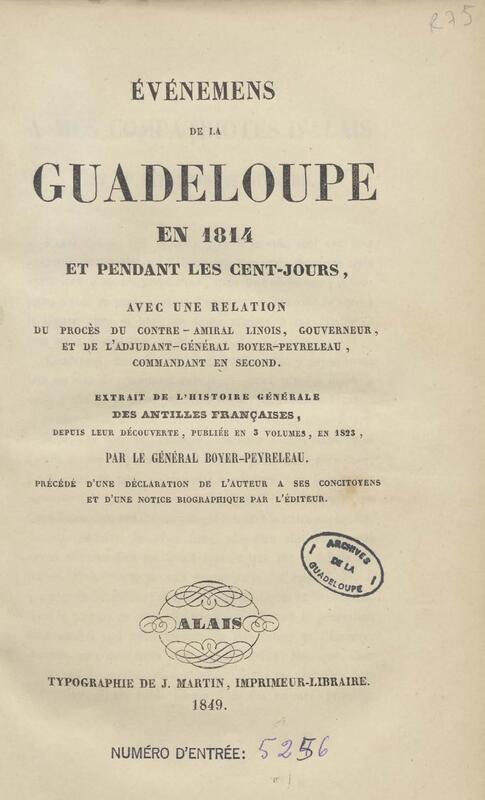 R75
ÉVÉNEMENS
DE LA
GUADELOUPE
EN 1814
ET PENDANT LES CENT-JOURS,
AVEC UNE RELATION
DU PROCÈS DU CONTRE-AMIRAL LINOIS, GOUVERNEUR,
ET DE L'ADJUDANT-GÉNÉRAL BOYER-PEYRELEAU,
COMMANDANT EN SECOND.
EXTRAIT DE L'HISTOIRE GÉNÉRALE
DES ANTILLES FRANÇAISES,
DEPUIS LEUR DÉCOUVERTE, PUBLIÉE EN 3 VOLUMES, EN 1823,
PAR LE GÉNÉRAL BOYER-PEYRELEAU.
PRÉCÉDÉ D'UNE DÉCLARATION DE L'AUTEUR A SES CONCITOYENS
ET D'UNE NOTICE BIOGRAPHIQUE PAR L'ÉDITEUR.
ARCHIVES
DE LA
GUADELOUPE
ALAIS
TYPOGRAPHIE DE J. MARTIN, IMPRIMEUR-LIBRAIRE.
1849.
NUMÉRO D'ENTRÉE: